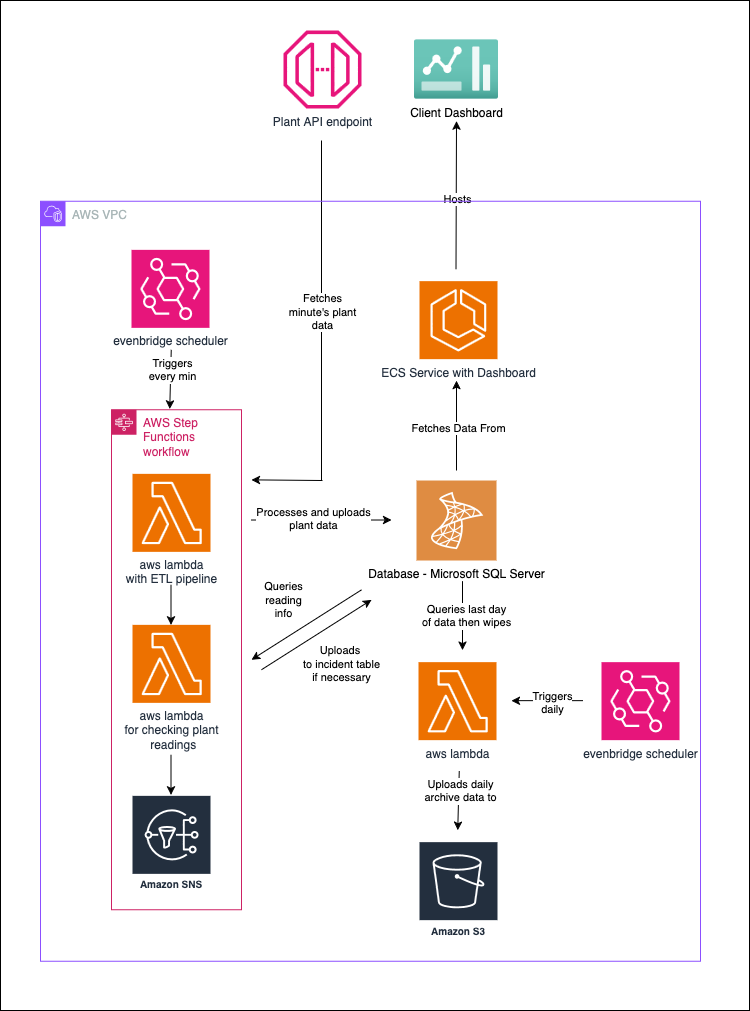 Plant API endpoint
Client Dashboard
Hosts
AWS VPC
Fetches
minute's plant
data
evenbridge scheduler
Triggers
every min
ECS Service with Dashboard
Fetches Data From
AWS Step
Functions
workflow
Processes and uploads
plant data
aws lambda
with ETL pipeline
Database - Microsoft SQL Server
Queries
reading
info
Queries last day
of data then wipes
Uploads
to incident table
if necessary
aws lambda
for checking plant
readings
Triggers
daily
aws lambda
evenbridge scheduler
Uploads daily
archive data to
Amazon SNS
Amazon S3